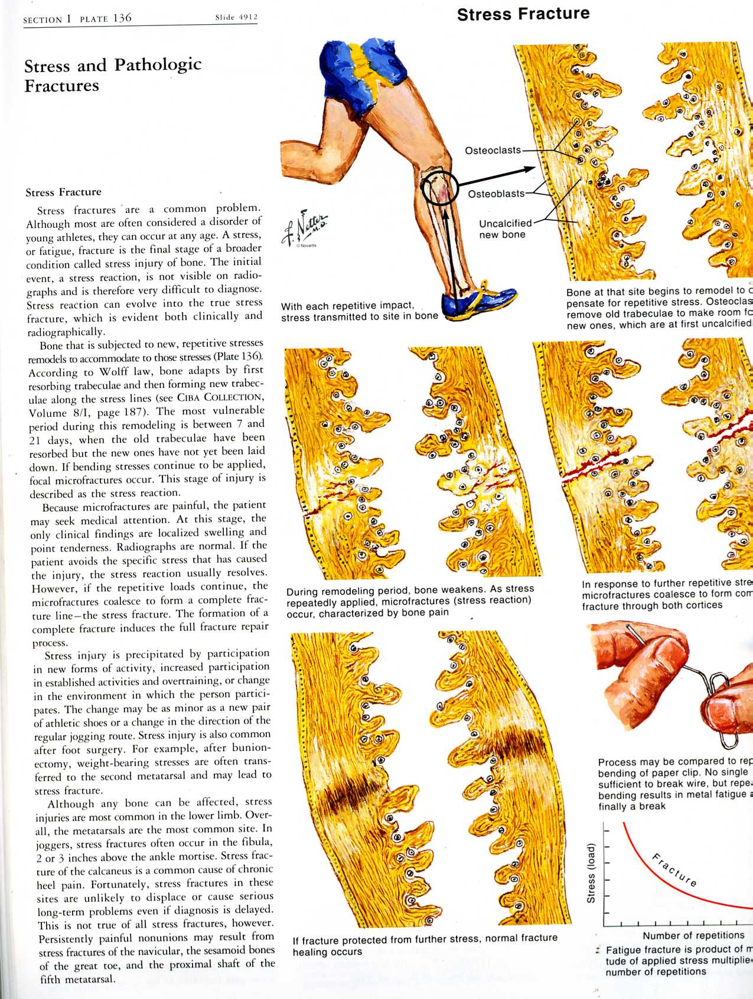 SECTION I PLATE 136
Slide 4912
Stress and Pathologic
Fractures
Stress Fracture
Stress fractures are a common problem.
Although most are often considered a disorder of
young athletes, they can occur at any age. A stress,
or fatigue, fracture is the final stage of a broader
condition called stress injury of bone. The initial
event, a stress reaction, is not visible on radio-
graphs and is therefore very difficult to diagnose.
Stress reaction can evolve into the true stress
fracture, which is evident both clinically and
radiographically.
Bone that is subjected to new, repetitive stresses
remodels to accommodate to those stresses (Plate 136).
According to Wolff law, bone adapts by first
resorbing trabeculae and then forming new trabec-
ulae along the stress lines (see CIBA COLLECTION,
Volume 8/I, page 187). The most vulnerable
period during this remodeling is between 7 and
21 days, when the old trabeculae have been
resorbed but the new ones have not yet been laid
down. If bending stresses continue to be applied,
focal microfractures occur. This stage of injury is
described as the stress reaction.
Because microfractures are painful, the patient
may seek medical attention. At this stage, the
only clinical findings are localized swelling and
point tenderness. Radiographs are normal. If the
patient avoids the specific stress that has caused
the injury, the stress reaction usually resolves.
However, if the repetitive loads continue, the
microfractures coalesce to form a complete frac-
ture line—the stress fracture. The formation of a
complete fracture induces the full fracture repair
process.
Stress injury is precipitated by participation
in new forms of activity, increased participation
in established activities and overtraining, or change
in the environment in which the person partici-
pates. The change may be as minor as a new pair
of athletic shoes or a change in the direction of the
regular jogging route. Stress injury is also common
after foot surgery. For example, after bunion-
ectomy, weight-bearing stresses are often trans-
ferred to the second metatarsal and may lead to
stress fracture.
Although any bone can be affected, stress
injuries are most common in the lower limb. Over-
all, the metatarsals are the most common site. In
joggers, stress fractures often occur in the fibula,
2 or 3 inches above the ankle mortise. Stress frac-
ture of the calcaneus is a common cause of chronic
heel pain. Fortunately, stress fractures in these
sites are unlikely to displace or cause serious
long-term problems even if diagnosis is delayed.
This is not true of all stress fractures, however.
Persistently painful nonunions may result from
stress fractures of the navicular, the sesamoid bones
of the great toe, and the proximal shaft of the
fifth metatarsal.
Stress Fracture
Osteoclasts
Osteoblasts
Uncalcified
new bone
F. Netter
M.D.
© Novartis
With each repetitive impact,
stress transmitted to site in bone
Bone at that site begins to remodel to
pensate for repetitive stress. Osteoclas
remove old trabeculae to make room
new ones, which are at first uncalcified
During remodeling period, bone weakens. As stress
repeatedly applied, microfractures (stress reaction)
occur, characterized by bone pain
In response to further repetitive stre
microfractures coalesce to form
fracture through both cortices
Process may be compared to rep
bending of paper clip. No single
sufficient to break wire, but repe
bending results in metal fatigue
finally a break
If fracture protected from further stress, normal fracture
healing occurs
Stress (load)
Fracture
Number of repetitions
Fatigue fracture is product of
tude of applied stress multiplie
number of repetitions